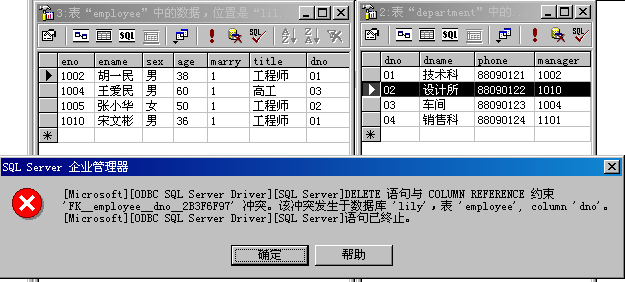 3:表“employee”中的数据,位置是“lil
eno ename sex age marry title dno
1002 胡一民 男 38 1 工程师 01
1004 王爱民 男 60 1 高工 03
1005 张小华 女 50 1 工程师 02
1010 宋文彬 男 36 1 工程师 01
2:表“department”中的
dno dname phone manager
01 技术科 88090121 1002
02 设计所 88090122 1010
03 车间 88090123 1004
04 销售科 88090124 1101
SQL Server 企业管理器
[Microsoft][ODBC SQL Server Driver][SQL Server]DELETE 语句与 COLUMN REFERENCE 约束
'FK__employee__dno__2B3F6F97' 冲突。该冲突发生于数据库 'lily',表 'employee', column 'dno'。
[Microsoft][ODBC SQL Server Driver][SQL Server]语句已终止。
确定 帮助